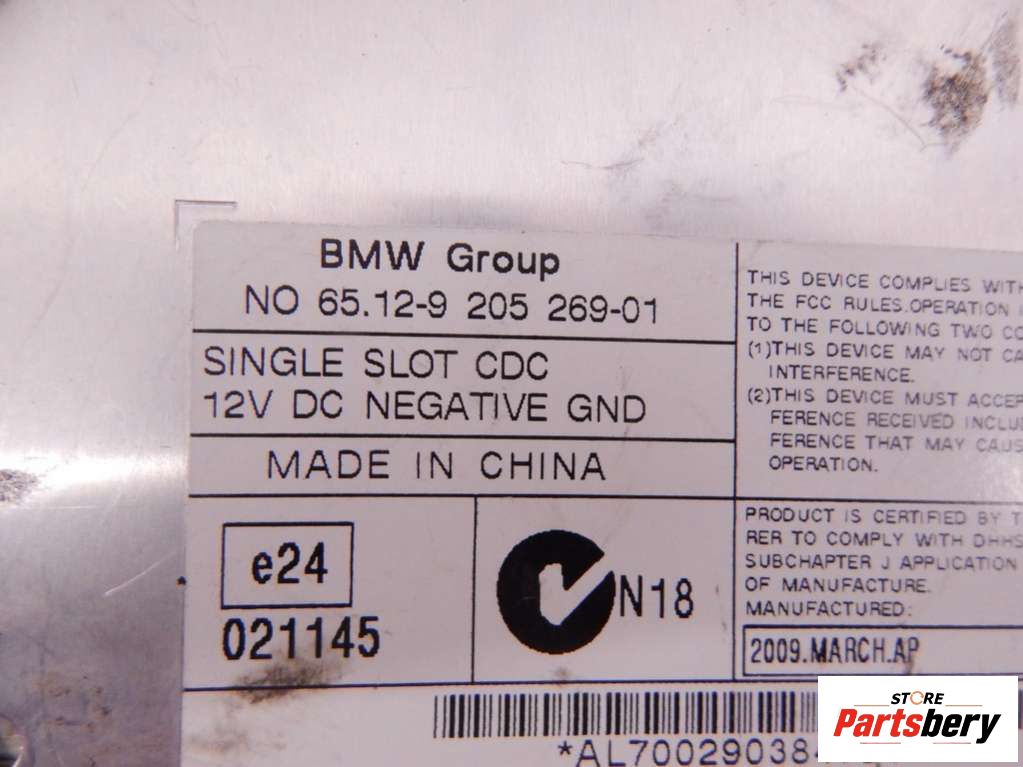 BMW Group
NO 65.12-9 205 269-01
SINGLE SLOT CDC
12V DC NEGATIVE GND
MADE IN CHINA
e24
021145
N18
THIS DEVICE COMPLIES WITH
THE FCC RULES.OPERATION
TO THE FOLLOWING TWO
(1)THIS DEVICE MAY NOT
INTERFERENCE.
(2)THIS DEVICE MUST
FERENCE RECEIVED
FERENCE THAT MAY
OPERATION.
PRODUCT IS CERTIFIED BY
RER TO COMPLY WITH DHHS
SUBCHAPTER J APPLICATION
OF MANUFACTURE.
MANUFACTURED:
2009.MARCH.AP
STORE
Partsbery